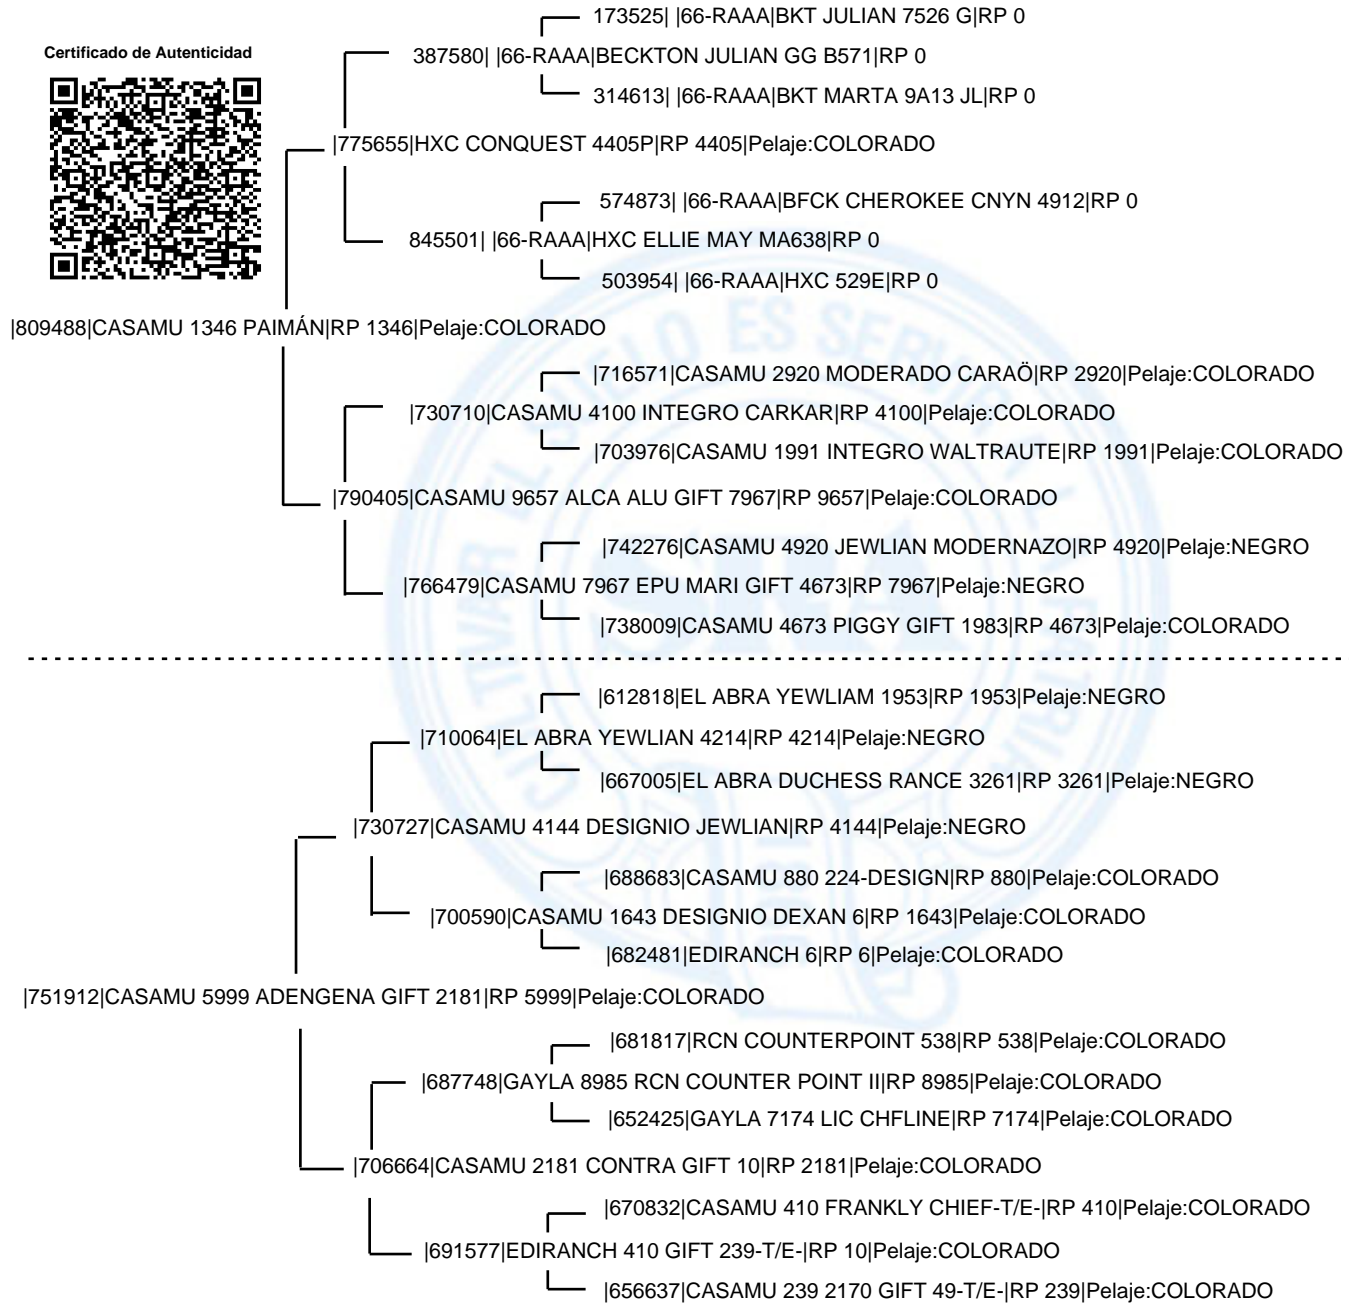 173525| |66-RAAA|BKT JULIAN 7526 G|RP 0
Certificado de Autenticidad
387580| |66-RAAA|BECKTON JULIAN GG B571|RP 0
314613| |66-RAAA|BKT MARTA 9A13 JL|RP 0
|775655|HXC CONQUEST 4405P|RP 4405|Pelaje:COLORADO
574873| |66-RAAA|BFCK CHEROKEE CNYN 4912|RP 0
845501| |66-RAAA|HXC ELLIE MAY MA638|RP 0
503954| |66-RAAA|HXC 529E|RP 0
|809488|CASAMU 1346 PAIMÁN|RP 1346|Pelaje:COLORADO
|716571|CASAMU 2920 MODERADO CARAÖ|RP 2920|Pelaje:COLORADO
|730710|CASAMU 4100 INTEGRO CARKAR|RP 4100|Pelaje:COLORADO
|703976|CASAMU 1991 INTEGRO WALTRAUTE|RP 1991|Pelaje:COLORADO
|790405|CASAMU 9657 ALCA ALU GIFT 7967|RP 9657|Pelaje:COLORADO
|742276|CASAMU 4920 JEWLIAN MODERNAZO|RP 4920|Pelaje:NEGRO
|766479|CASAMU 7967 EPU MARI GIFT 4673|RP 7967|Pelaje:NEGRO
|738009|CASAMU 4673 PIGGY GIFT 1983|RP 4673|Pelaje:COLORADO
|612818|EL ABRA YEWLIAM 1953|RP 1953|Pelaje:NEGRO
|710064|EL ABRA YEWLIAN 4214|RP 4214|Pelaje:NEGRO
|667005|EL ABRA DUCHESS RANCE 3261|RP 3261|Pelaje:NEGRO
|730727|CASAMU 4144 DESIGNIO JEWLIAN|RP 4144|Pelaje:NEGRO
|688683|CASAMU 880 224-DESIGN|RP 880|Pelaje:COLORADO
|700590|CASAMU 1643 DESIGNIO DEXAN 6|RP 1643|Pelaje:COLORADO
|682481|EDIRANCH 6|RP 6|Pelaje:COLORADO
|751912|CASAMU 5999 ADENGENA GIFT 2181|RP 5999|Pelaje:COLORADO
|681817|RCN COUNTERPOINT 538|RP 538|Pelaje:COLORADO
|687748|GAYLA 8985 RCN COUNTER POINT II|RP 8985|Pelaje:COLORADO
|652425|GAYLA 7174 LIC CHFLINE|RP 7174|Pelaje:COLORADO
|706664|CASAMU 2181 CONTRA GIFT 10|RP 2181|Pelaje:COLORADO
|670832|CASAMU 410 FRANKLY CHIEF-T/E-|RP 410|Pelaje:COLORADO
|691577|EDIRANCH 410 GIFT 239-T/E-|RP 10|Pelaje:COLORADO
|656637|CASAMU 239 2170 GIFT 49-T/E-|RP 239|Pelaje:COLORADO
CULTIVAR EL SUELO ES SERVIR A LA PATRIA
SRA
1866